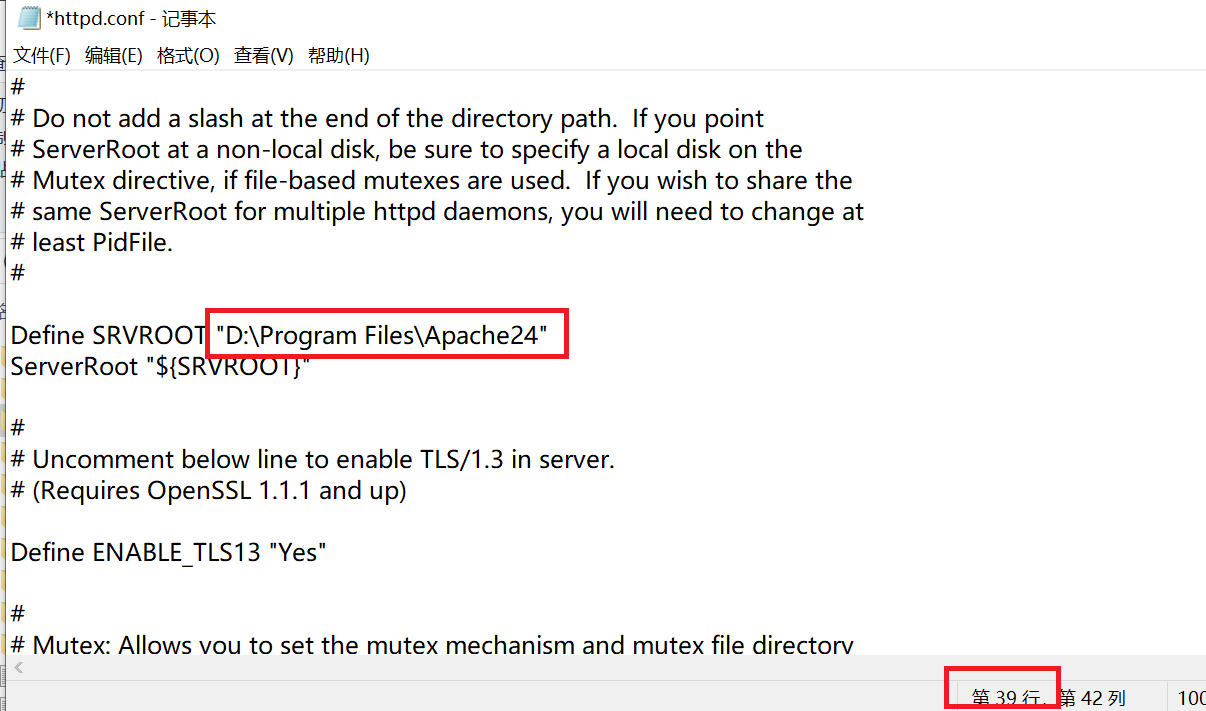 *httpd.conf - 记事本
文件(F) 编辑(E) 格式(O) 查看(V) 帮助(H)
#
# Do not add a slash at the end of the directory path.  If you point
# ServerRoot at a non-local disk, be sure to specify a local disk on the
# Mutex directive, if file-based mutexes are used.  If you wish to share the
# same ServerRoot for multiple httpd daemons, you will need to change at
# least PidFile.
#
Define SRVROOT "D:\Program Files\Apache24"
ServerRoot "${SRVROOT}"
#
# Uncomment below line to enable TLS/1.3 in server.
# (Requires OpenSSL 1.1.1 and up)
Define ENABLE_TLS13 "Yes"
#
# Mutex: Allows you to set the mutex mechanism and mutex file directory
第 39 行，第 42 列 100